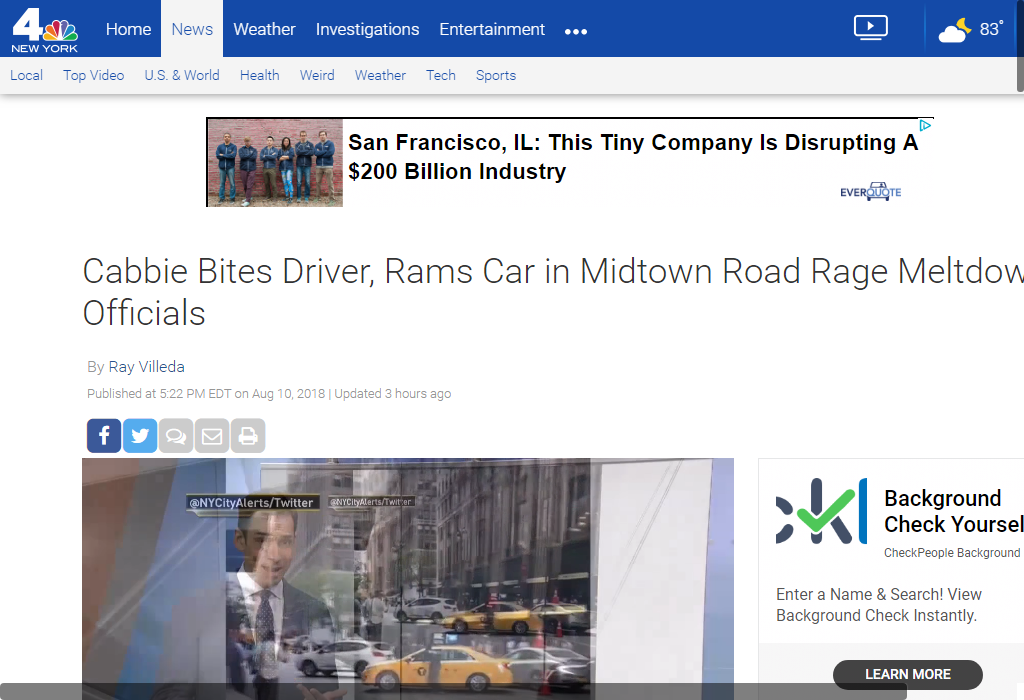 4
NEW YORK
Home
News
Weather
Investigations
Entertainment
83°
Local
Top Video
U.S. & World
Health
Weird
Weather
Tech
Sports
San Francisco, IL: This Tiny Company Is Disrupting A
$200 Billion Industry
EVERQUOTE
Cabbie Bites Driver, Rams Car in Midtown Road Rage Meltdow
Officials
By Ray Villeda
Published at 5:22 PM EDT on Aug 10, 2018 | Updated 3 hours ago
@NYCityAlerts/Twitter
@NYCityAlerts/Twitter
Background
Check Yoursel
CheckPeople Background
Enter a Name & Search! View
Background Check Instantly.
LEARN MORE